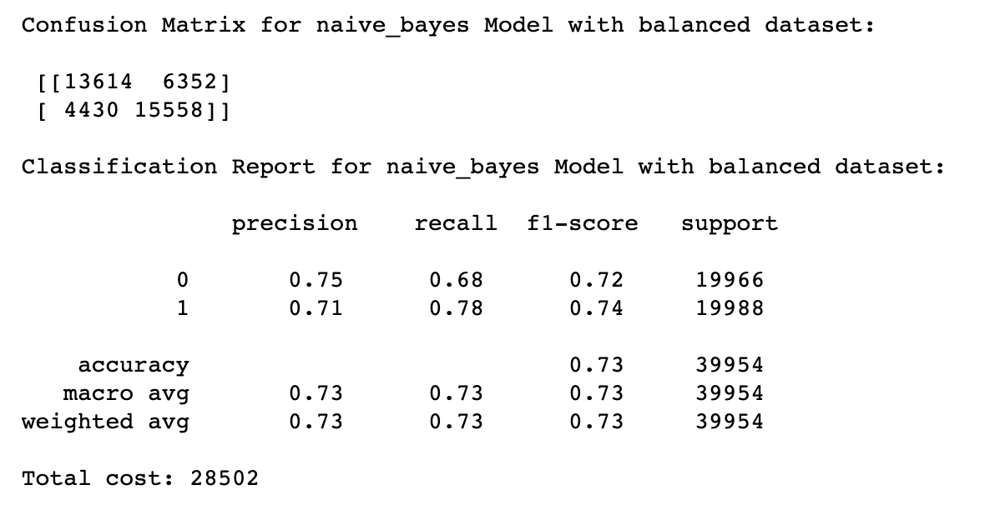 Confusion Matrix for naive_bayes Model with balanced dataset:
[[13614  6352]
[ 4430 15558]]
Classification Report for naive_bayes Model with balanced dataset:
precision recall f1-score support
0 0.75 0.68 0.72 19966
1 0.71 0.78 0.74 19988
accuracy 0.73 39954
macro avg 0.73 0.73 0.73 39954
weighted avg 0.73 0.73 0.73 39954
Total cost: 28502